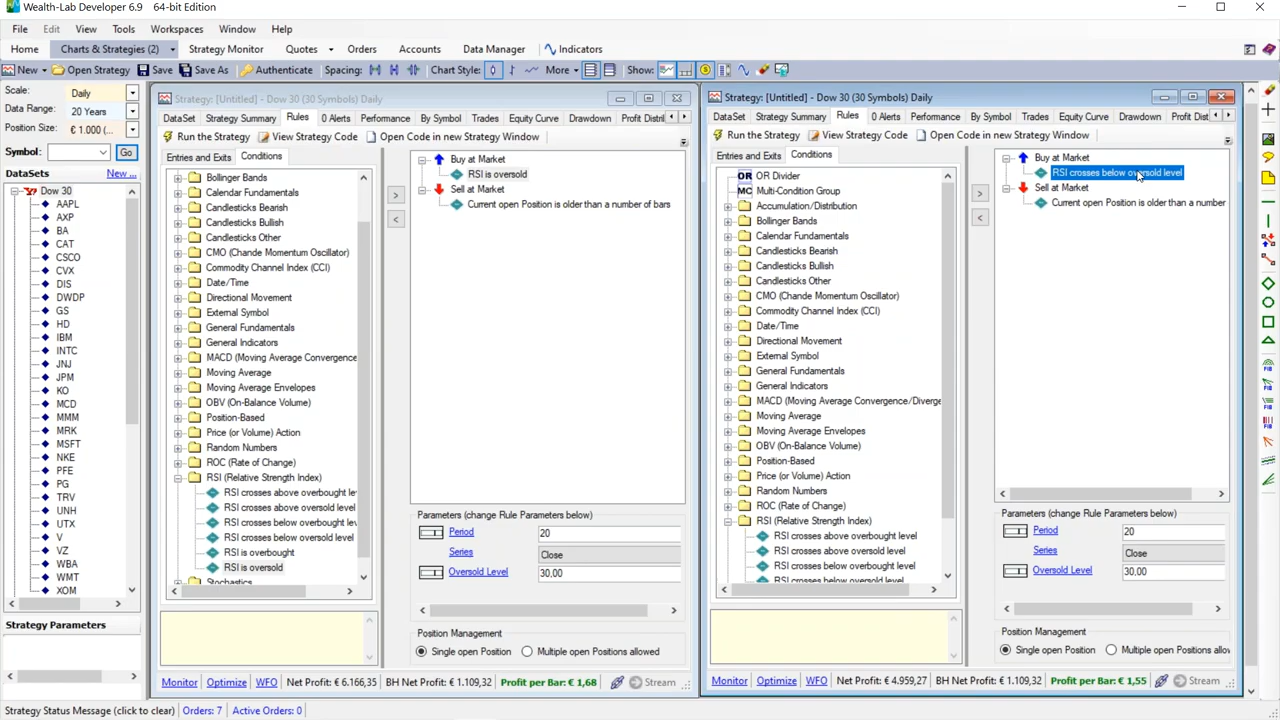 Wealth-Lab Developer 6.9 64-bit Edition
File Edit View Tools Workspaces Window Help
Home Charts & Strategies (2) Strategy Monitor Quotes Orders Accounts Data Manager Indicators
New Open Strategy Save Save As Authenticate Spacing: Chart Style: More Show:
Scale: Daily
Data Range: 20 Years
Position Size: € 1.000 (...
Symbol: Go
DataSets New ...
Dow 30
AAPL
AXP
BA
CAT
CSCO
CVX
DIS
DWDP
GS
HD
IBM
INTC
JNJ
JPM
KO
MCD
MMM
MRK
MSFT
NKE
PFE
PG
TRV
UNH
UTX
V
VZ
WBA
WMT
XOM
Strategy Parameters
Strategy: [Untitled] - Dow 30 (30 Symbols) Daily
DataSet Strategy Summary Rules 0 Alerts Performance By Symbol Trades Equity Curve Drawdown Profit Distril
Run the Strategy View Strategy Code Open Code in new Strategy Window
Entries and Exits Conditions
Bollinger Bands
Calendar Fundamentals
Candlesticks Bearish
Candlesticks Bullish
Candlesticks Other
CMO (Chande Momentum Oscillator)
Commodity Channel Index (CCI)
Date/Time
Directional Movement
External Symbol
General Fundamentals
General Indicators
MACD (Moving Average Convergence
Moving Average
Moving Average Envelopes
OBV (On-Balance Volume)
Position-Based
Price (or Volume) Action
Random Numbers
ROC (Rate of Change)
RSI (Relative Strength Index)
RSI crosses above overbought le
RSI crosses above oversold level
RSI crosses below overbought le
RSI crosses below oversold level
RSI is overbought
RSI is oversold
Stochastics
> 
<
Buy at Market
RSI is oversold
Sell at Market
Current open Position is older than a number of bars
Parameters (change Rule Parameters below)
Period 20
Series Close
Oversold Level 30,00
Position Management
Single open Position Multiple open Positions allowed
Monitor Optimize WFO Net Profit: € 6.166,35 BH Net Profit: € 1.109,32 Profit per Bar: € 1,68 Stream
Strategy: [Untitled] - Dow 30 (30 Symbols) Daily
DataSet Strategy Summary Rules 0 Alerts Performance By Symbol Trades Equity Curve Drawdown Profit Dist
Run the Strategy View Strategy Code Open Code in new Strategy Window
Entries and Exits Conditions
OR OR Divider
MC Multi-Condition Group
Accumulation/Distribution
Bollinger Bands
Calendar Fundamentals
Candlesticks Bearish
Candlesticks Bullish
Candlesticks Other
CMO (Chande Momentum Oscillator)
Commodity Channel Index (CCI)
Date/Time
Directional Movement
External Symbol
General Fundamentals
General Indicators
MACD (Moving Average Convergence/Diverge
Moving Average
Moving Average Envelopes
OBV (On-Balance Volume)
Position-Based
Price (or Volume) Action
Random Numbers
ROC (Rate of Change)
RSI (Relative Strength Index)
RSI crosses above overbought level
RSI crosses above oversold level
RSI crosses below overbought level
RSI crosses below oversold level
>
<
Buy at Market
RSI crosses below oversold level
Sell at Market
Current open Position is older than a number
Parameters (change Rule Parameters below)
Period 20
Series Close
Oversold Level 30,00
Position Management
Single open Position Multiple open Positions allow
Monitor Optimize WFO Net Profit: € 4.959,27 BH Net Profit: € 1.109,32 Profit per Bar: € 1,55 Stream
FIB
FIB
FIB
FIB
Strategy Status Message (click to clear) Orders: 7 Active Orders: 0